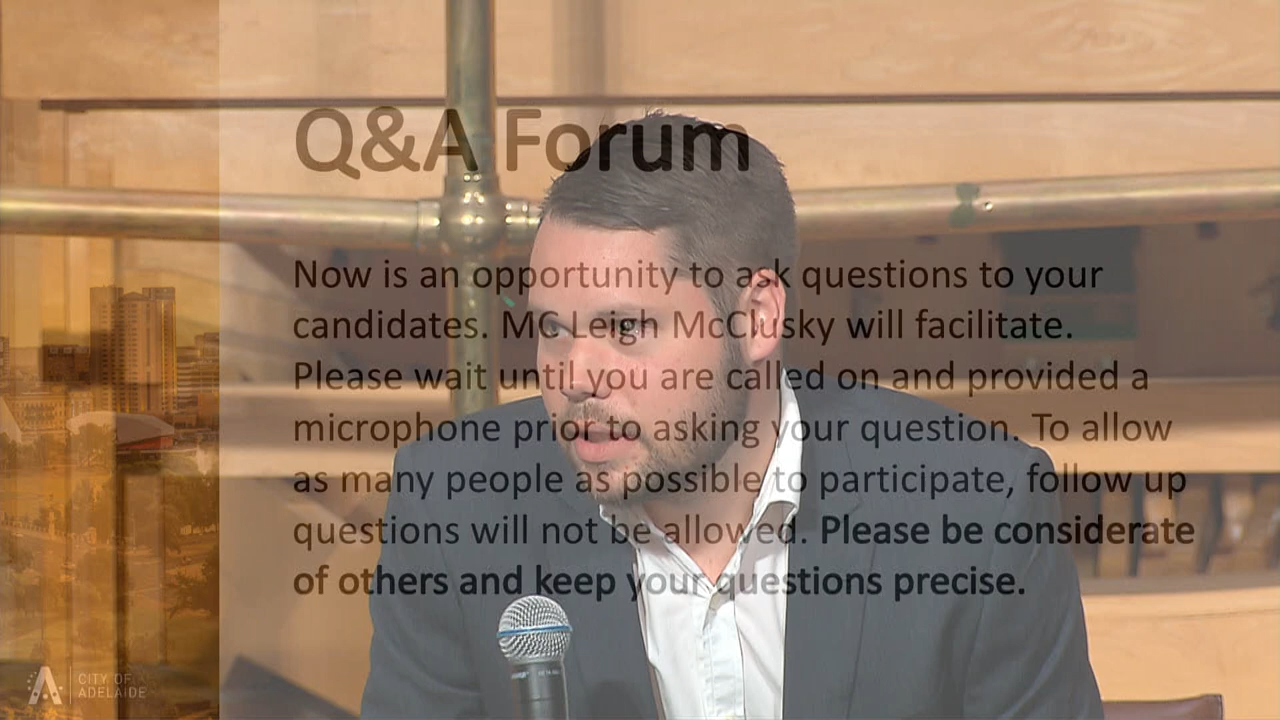 Q&A Forum
Now is an opportunity to ask questions to your
candidates. MC Leigh McClusky will facilitate.
Please wait until you are called on and provided a
microphone prior to asking your question. To allow
as many people as possible to participate, follow up
questions will not be allowed. Please be considerate
of others and keep your questions precise.
CITY OF
ADELAIDE